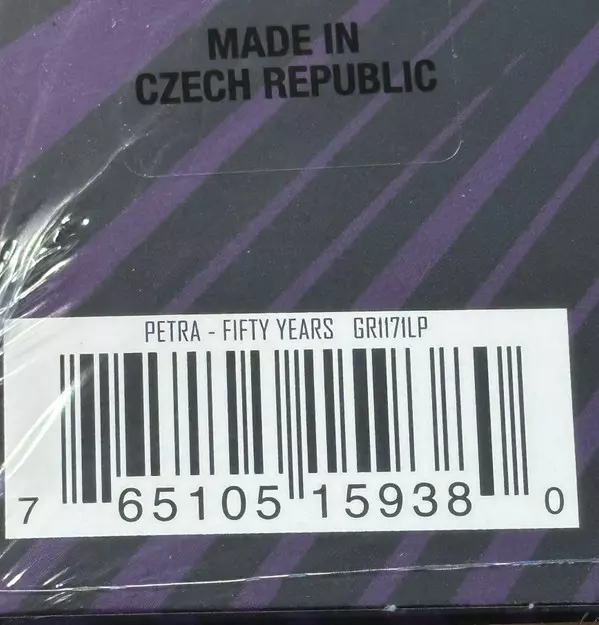 MADE IN
CZECH REPUBLIC
PETRA - FIFTY YEARS GR1171LP
7 65105 15938 0